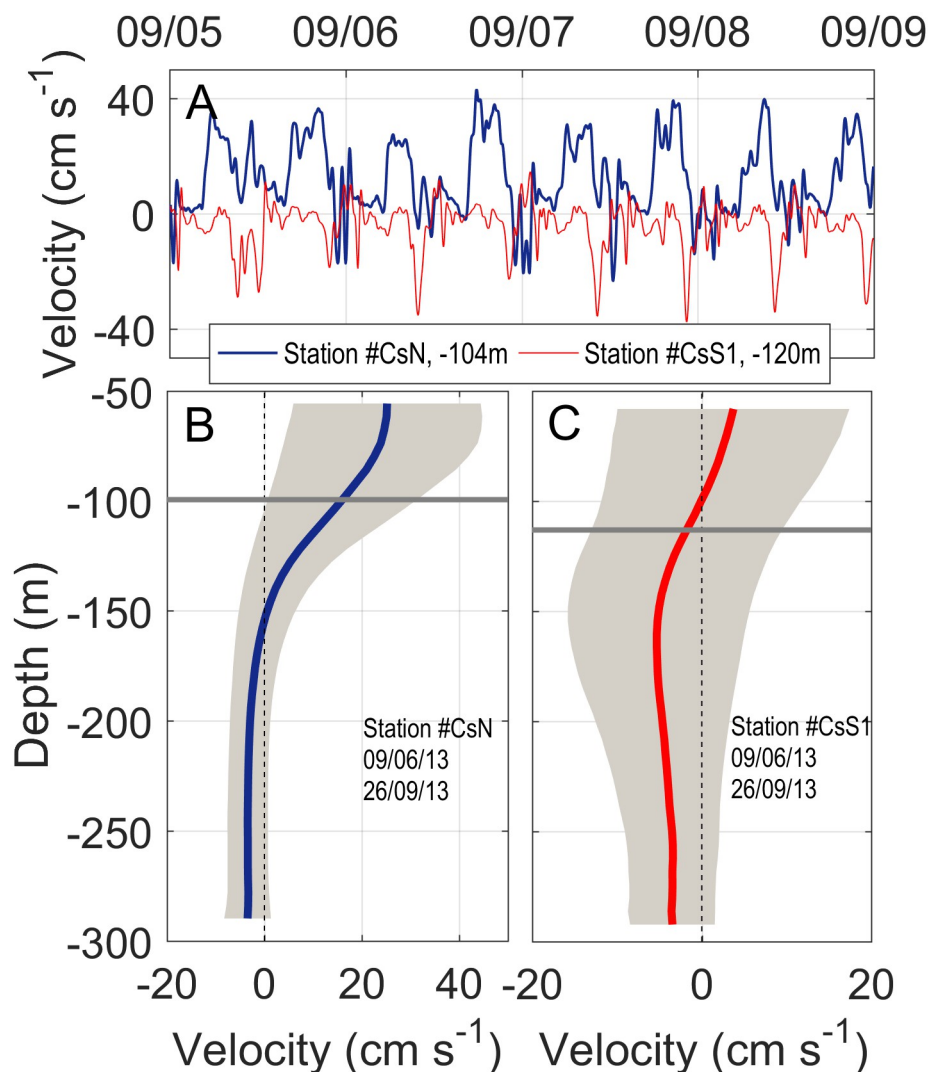 09/05 09/06 09/07 09/08 09/09
Velocity (cm s-1)
40
0
-40
A
Station #CsN, -104m Station #CsS1, -120m
Depth (m)
-50
-100
-150
-200
-250
-300
B
Station #CsN
09/06/13
26/09/13
-20 0 20 40
Velocity (cm s-1)
C
Station #CsS1
09/06/13
26/09/13
-20 0 20
Velocity (cm s-1)